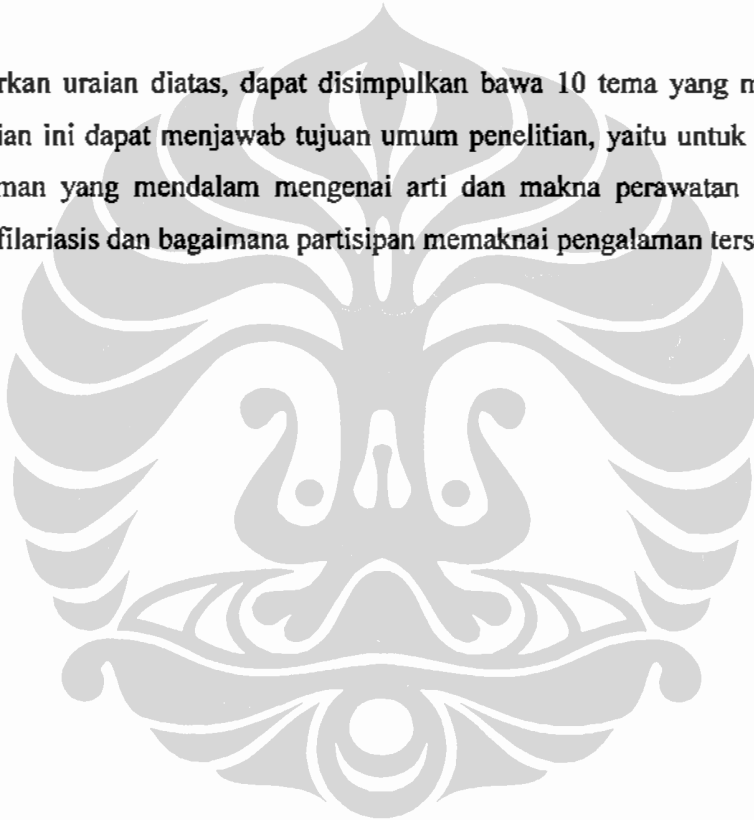 rkan uraian diatas, dapat disimpulkan bawa 10 tema yang
ian ini dapat menjawab tujuan umum penelitian, yaitu untuk
man yang mendalam mengenai arti dan makna perawatan
filariasis dan bagaimana partisipan memaknai pengalaman ters